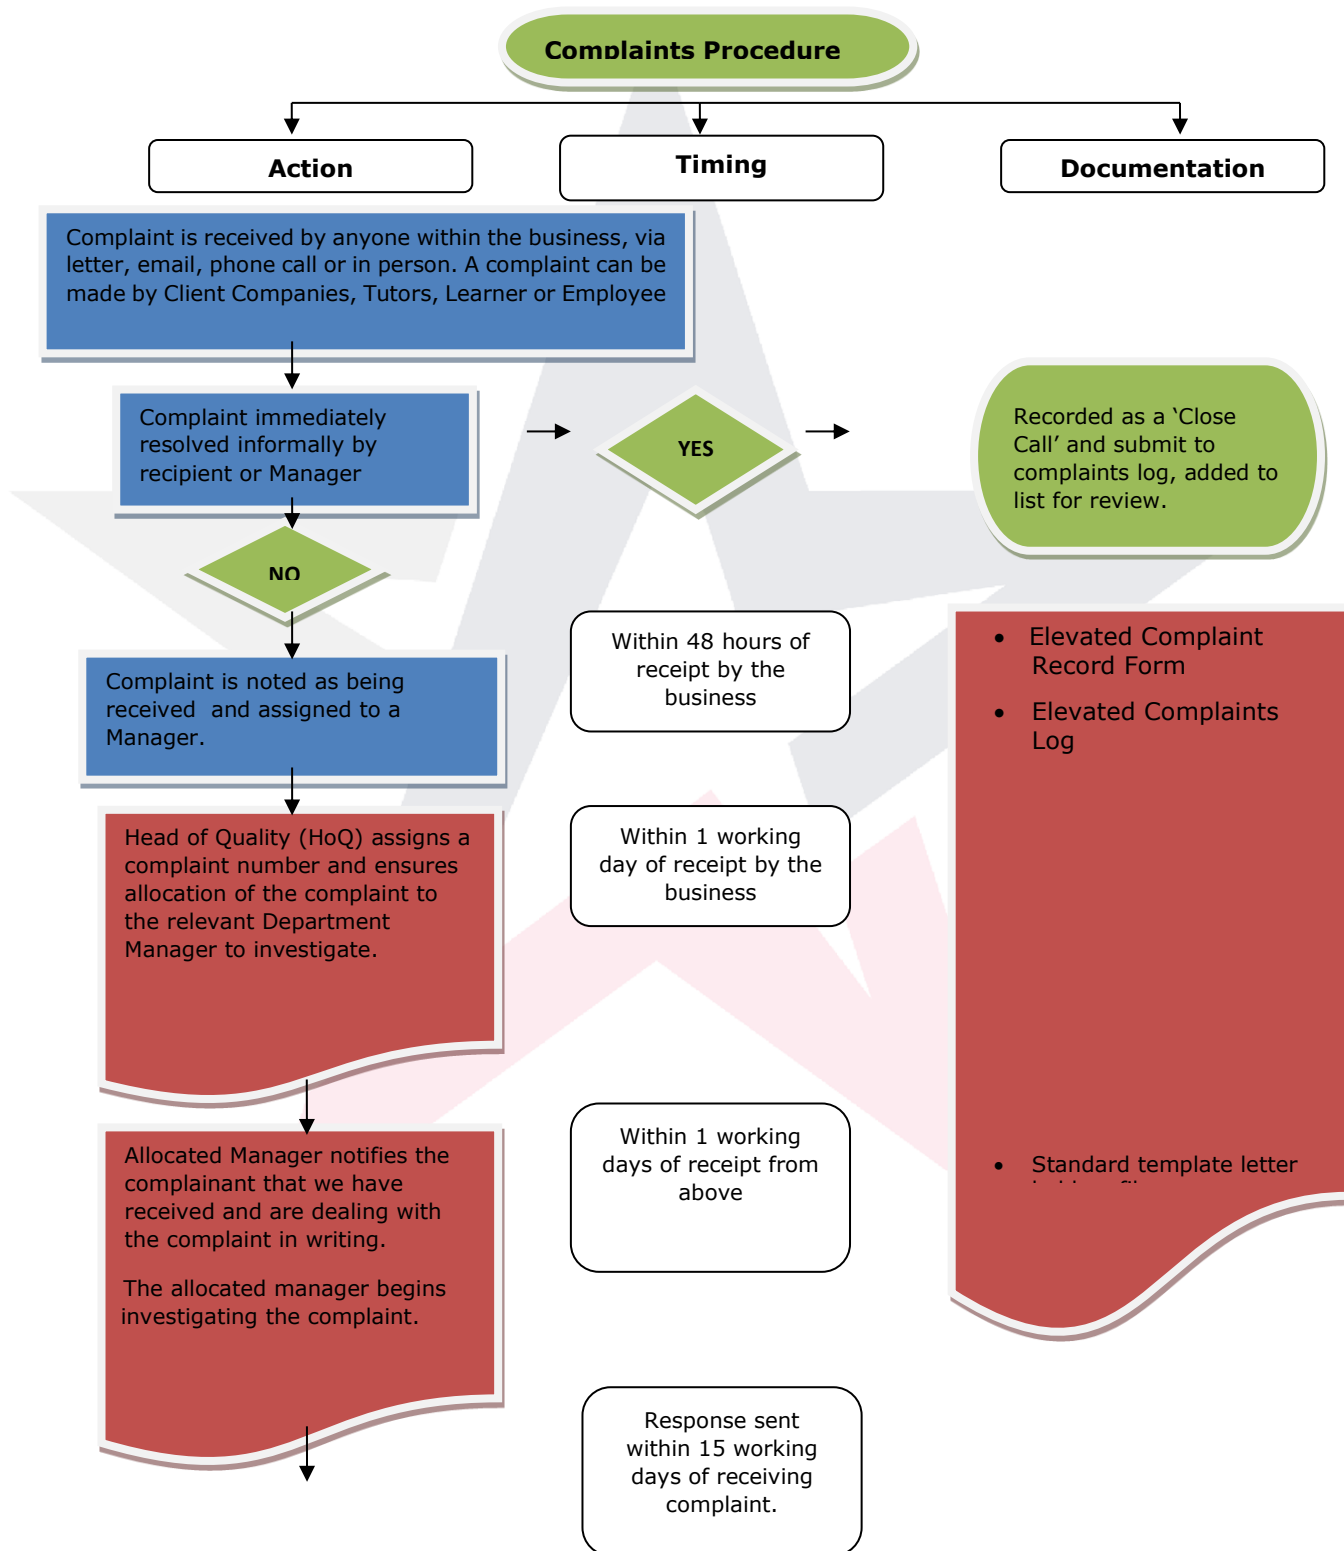 Complaints Procedure
Action
Timing
Documentation
Complaint is received by anyone within the business, via
letter, email, phone call or in person. A complaint can be
made by Client Companies, Tutors, Learner or Employee
Complaint immediately
resolved informally by
recipient or Manager
YES
Recorded as a ‘Close
Call’ and submit to
complaints log, added to
list for review.
NO
Complaint is noted as being
received  and assigned to a
Manager.
Within 48 hours of
receipt by the
business
• Elevated Complaint
Record Form
• Elevated Complaints
Log
Head of Quality (HoQ) assigns a
complaint number and ensures
allocation of the complaint to
the relevant Department
Manager to investigate.
Within 1 working
day of receipt by the
business
Allocated Manager notifies the
complainant that we have
received and are dealing with
the complaint in writing.
The allocated manager begins
investigating the complaint.
Within 1 working
days of receipt from
above
• Standard template letter
Response sent
within 15 working
days of receiving
complaint.